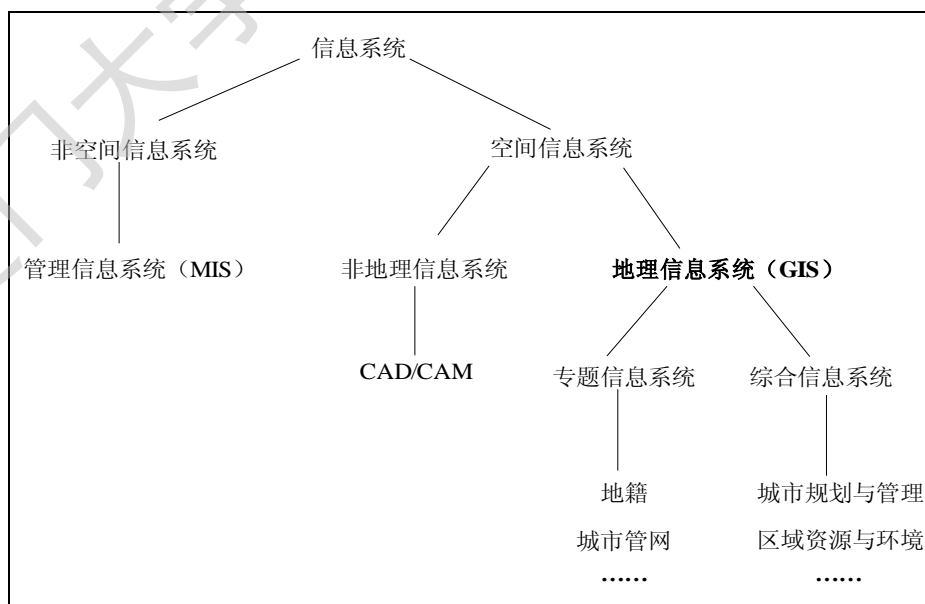 信息系统
非空间信息系统 空间信息系统
管理信息系统（MIS） 非地理信息系统 地理信息系统（GIS）
CAD/CAM 专题信息系统 综合信息系统
地籍 城市规划与管理
城市管网 区域资源与环境
…… ……
门大学